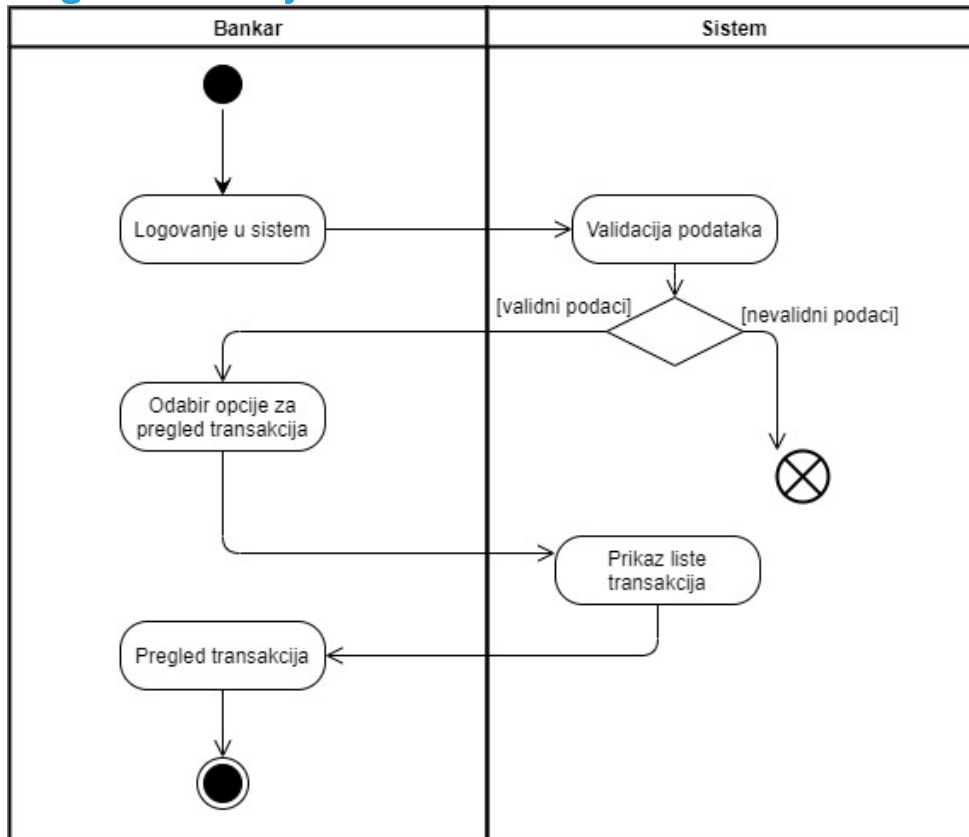 Bankar
Sistem
Logovanje u sistem
Validacija podataka
[validni podaci]
[nevalidni podaci]
Odabir opcije za
pregled transakcija
Prikaz liste
transakcija
Pregled transakcija